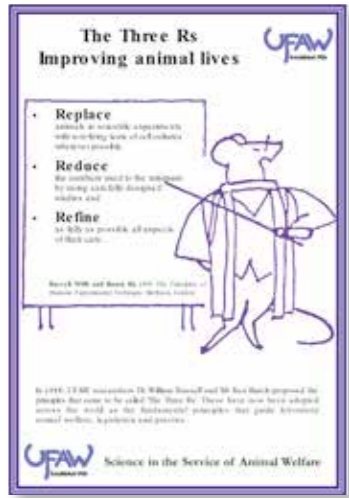 The Three Rs
Improving animal lives
UFAW
• Replace
animals in scientific experiments
with non-living tests of cell cultures
wherever possible
• Reduce
the numbers used to the minimum
by using carefully designed
studies and
• Refine
as fully as possible all aspects
of their care
Russell WMS and Burch RL 1959 The Principles of
Humane Experimental Technique Methuen, London
In 1959, UFAW researchers Dr William Russell and Mr Rex Burch proposed the
principles that came to be called 'The Three Rs'. These have now been adopted
across the world as the fundamental principles that guide laboratory
animal welfare, legislation and practice.
UFAW
Science in the Service of Animal Welfare